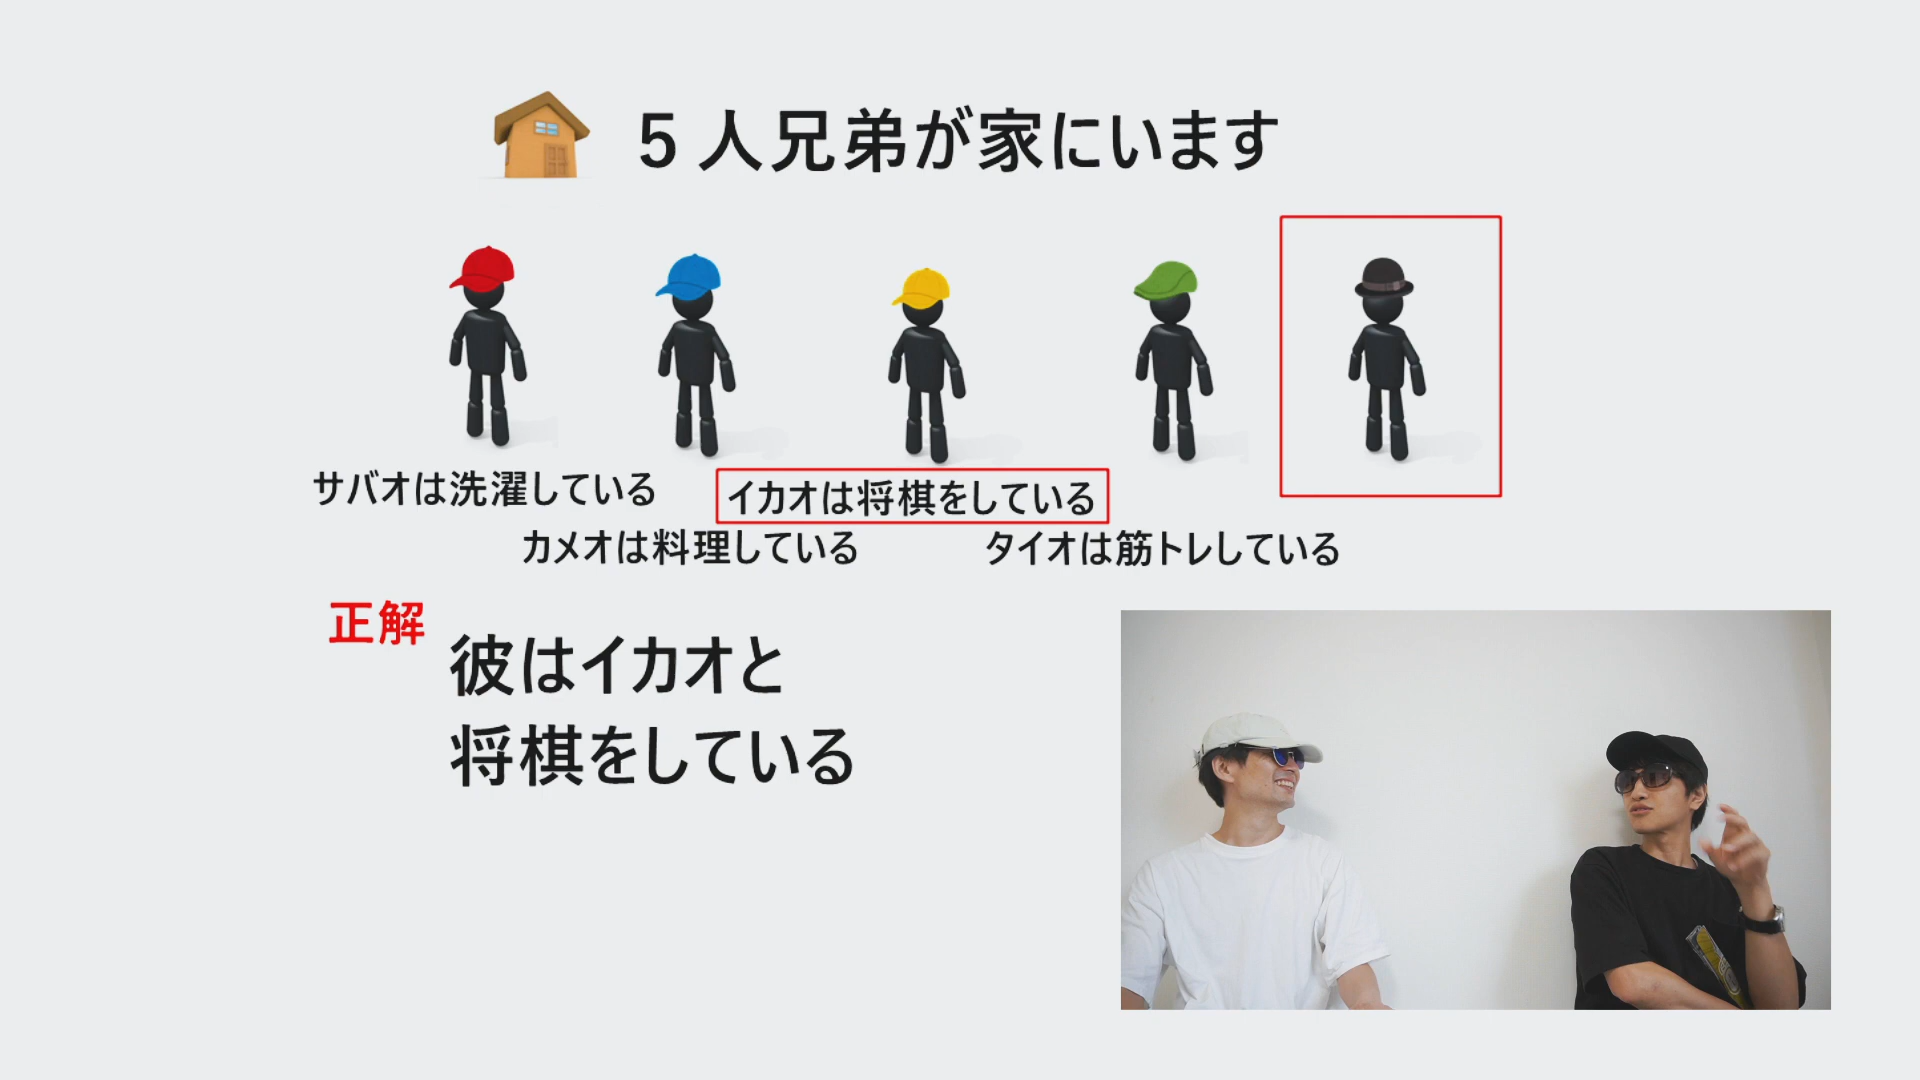 5人兄弟が家にいます
サバオは洗濯している
イカオは将棋をしている
カメオは料理している
タイオは筋トレしている
正解
彼はイカオと
将棋をしている